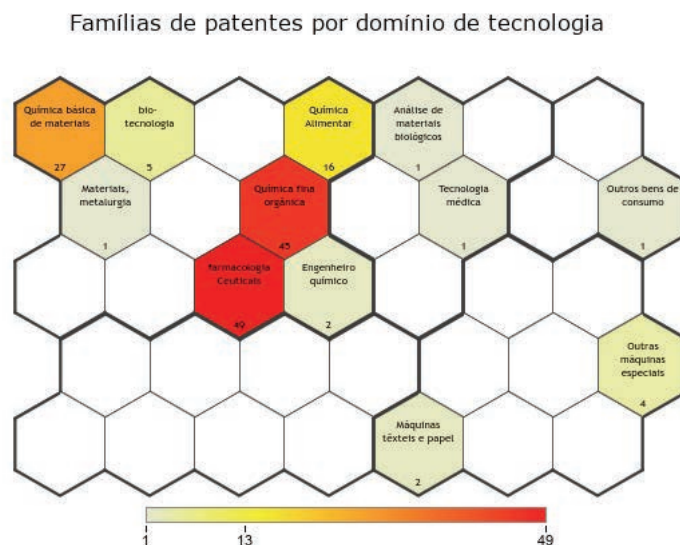 Famílias de patentes por domínio de tecnologia
Química básica
de materiais
27
bio-
tecnologia
5
Química
Alimentar
16
Análise de
materiais
biológicos
1
Materiais,
metalurgia
1
Química fina
orgânica
45
Tecnologia
médica
1
Outros bens de
consumo
1
Farmacologia
Ceuticais
49
Engenheiro
químico
2
Outras
máquinas
especiais
4
Máquinas
têxteis e papel
2
1
13
49